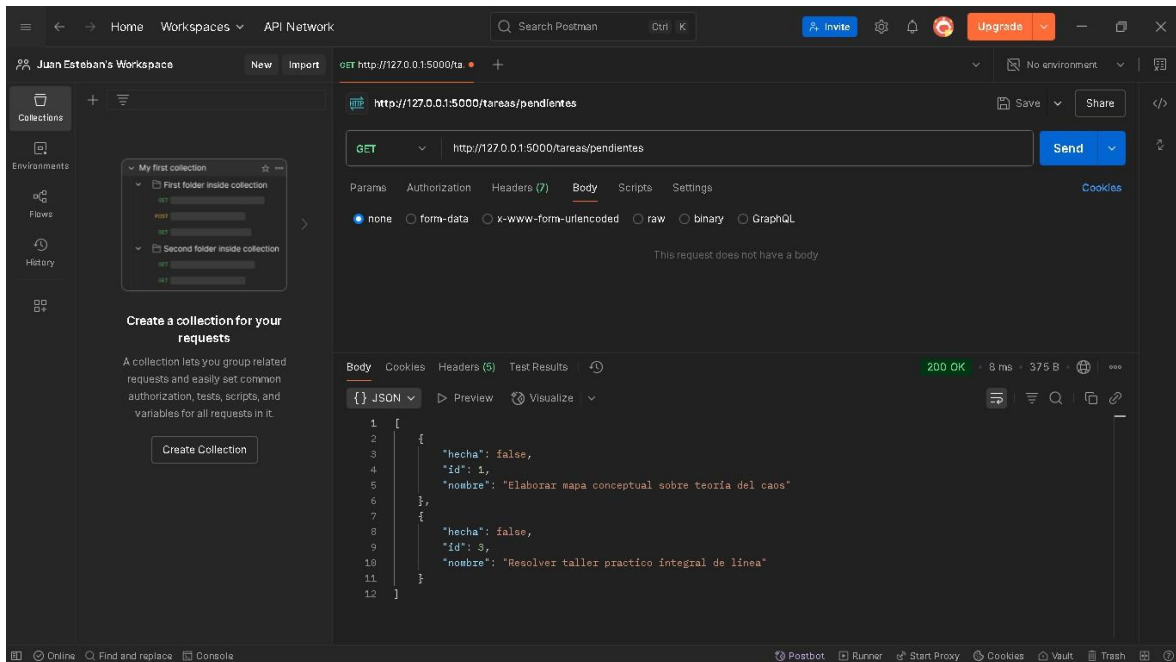 Home Workspaces API Network
Search Postman Ctrl K
Invite
Upgrade
Juan Esteban's Workspace New Import
GET http://127.0.0.1:5000/ta.
No environment
Collections
Environments
Flows
History
My first collection
First folder inside collection
GET
POST
GET
Second folder inside collection
GET
GET
Create a collection for your
requests
A collection lets you group related
requests and easily set common
authorization, tests, scripts, and
variables for all requests in it.
Create Collection
HTTP http://127.0.0.1:5000/tareas/pendientes
Save Share
GET http://127.0.0.1:5000/tareas/pendientes
Send
Params Authorization Headers (7) Body Scripts Settings
Cookies
none form-data x-www-form-urlencoded raw binary GraphQL
This request does not have a body
Body Cookies Headers (5) Test Results
200 OK 8 ms 375 B
{} JSON Preview Visualize
1 [
2 {
3 "hecha": false,
4 "id": 1,
5 "nombre": "Elaborar mapa conceptual sobre teoría del caos"
6 },
7 {
8 "hecha": false,
9 "id": 3,
10 "nombre": "Resolver taller practico integral de linea"
11 }
12 ]
Online Find and replace Console
Postbot Runner Start Proxy Cookies Vault Trash